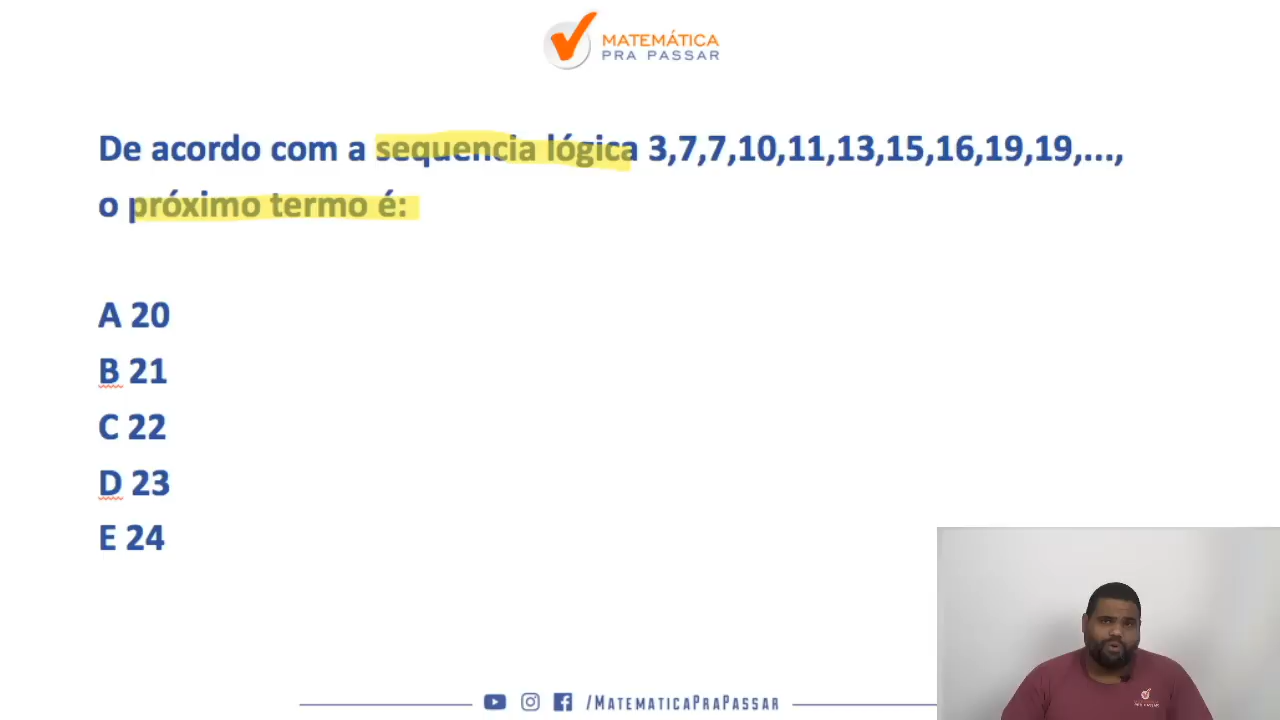 MATEMÁTICA
PRA PASSAR
De acordo com a sequencia lógica 3,7,7,10,11,13,15,16,19,19,...,
o próximo termo é:
A 20
B 21
C 22
D 23
E 24
/MATEMATICAPRAPASSAR